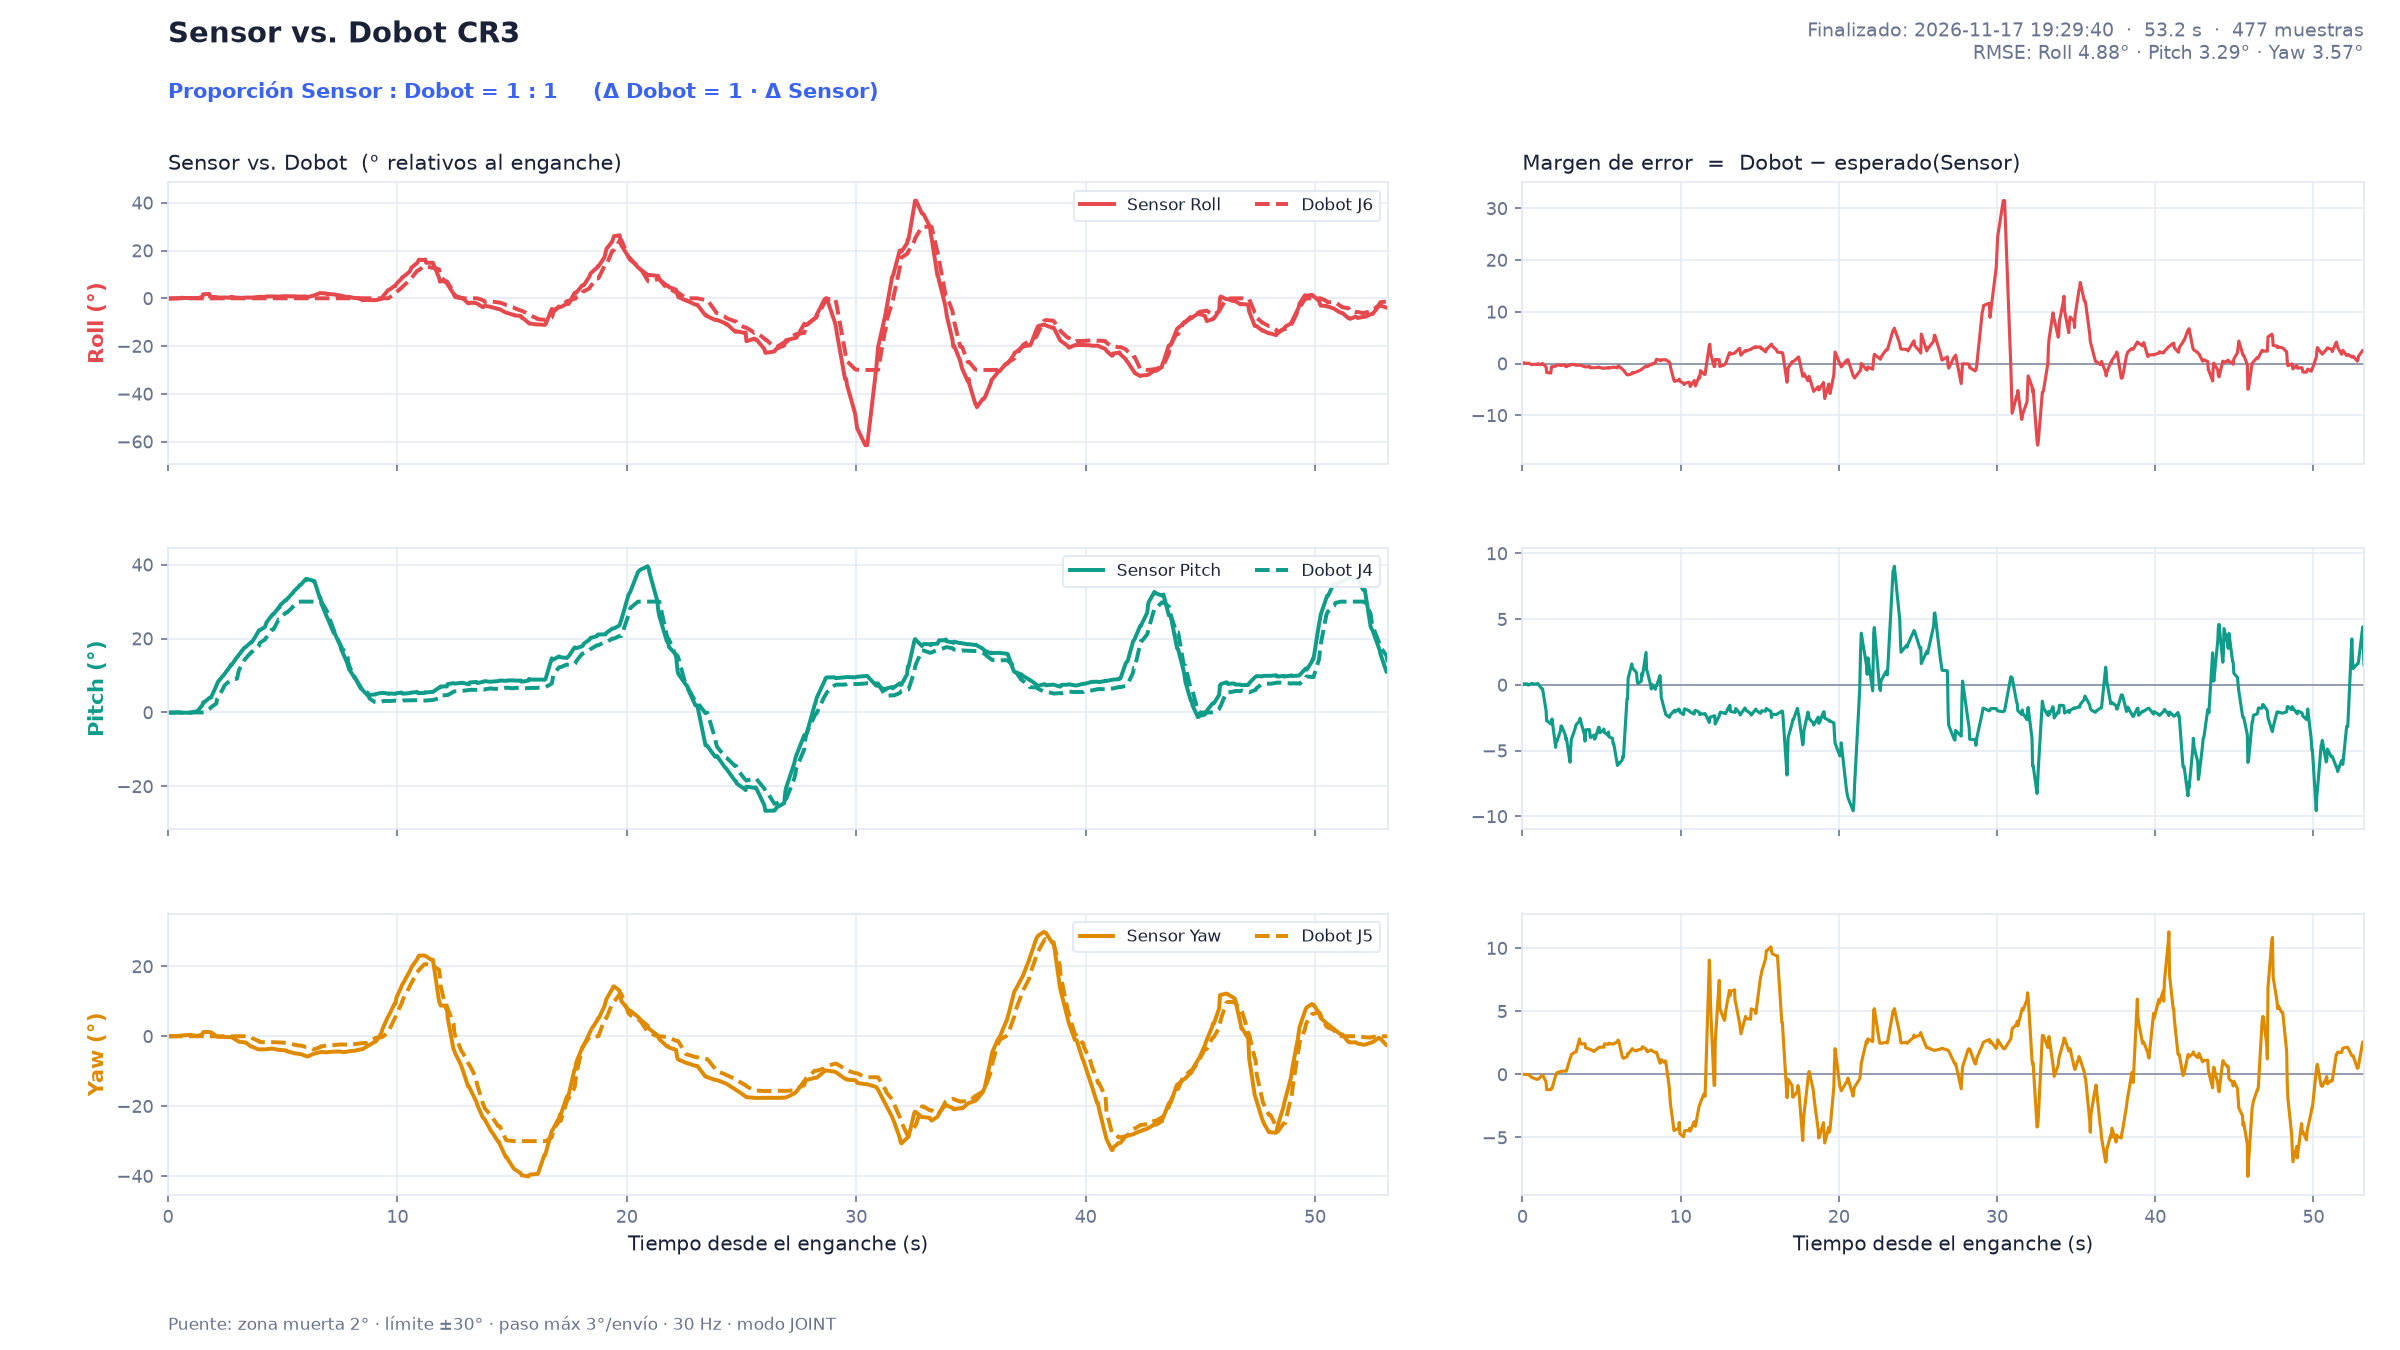 Sensor vs. Dobot CR3
Finalizado: 2026-11-17 19:29:40 · 53.2 s · 477 muestras
RMSE: Roll 4.88° · Pitch 3.29° · Yaw 3.57°
Proporción Sensor : Dobot = 1 : 1 (Δ Dobot = 1 · Δ Sensor)
Sensor vs. Dobot (° relativos al enganche)
Margen de error = Dobot − esperado(Sensor)
Roll (°)
40
20
0
−20
−40
−60
Sensor Roll
Dobot J6
30
20
10
0
−10
Pitch (°)
40
20
0
−20
Sensor Pitch
Dobot J4
10
5
0
−5
−10
Yaw (°)
20
0
−20
−40
Sensor Yaw
Dobot J5
10
5
0
−5
0 10 20 30 40 50
Tiempo desde el enganche (s)
0 10 20 30 40 50
Tiempo desde el enganche (s)
Puente: zona muerta 2° · límite ±30° · paso máx 3°/envío · 30 Hz · modo JOINT